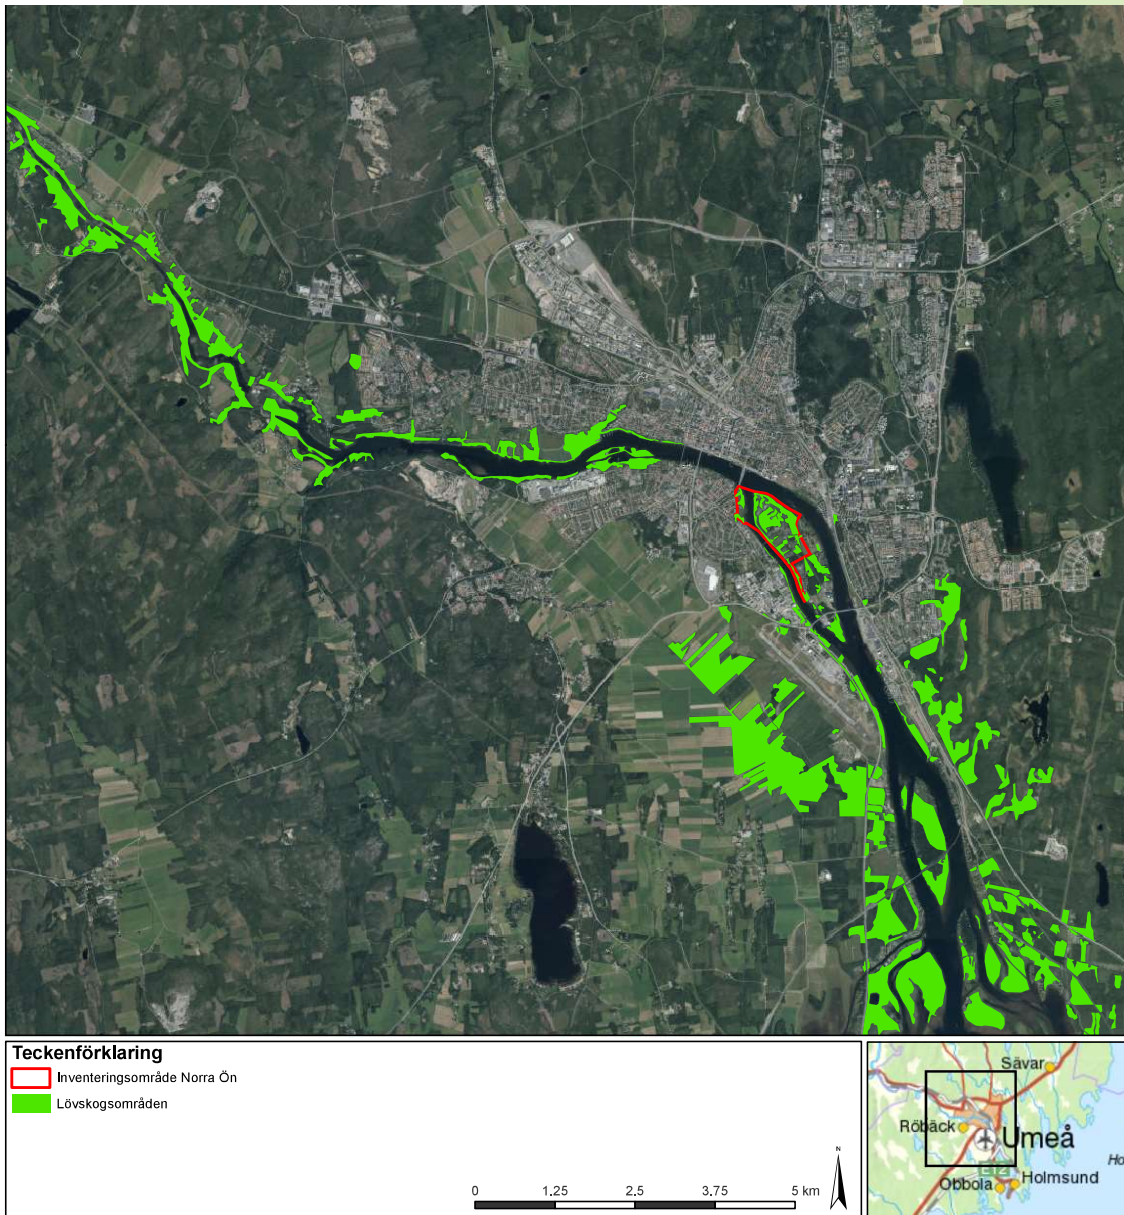 Teckenförklaring
Inventeringsområde Norra Ön
Lövskogsområden
0 1,25 2,5 3,75 5 km
N
Sävar
Röbäck
Umeå
Ho
E12
Obbola
Holmsund